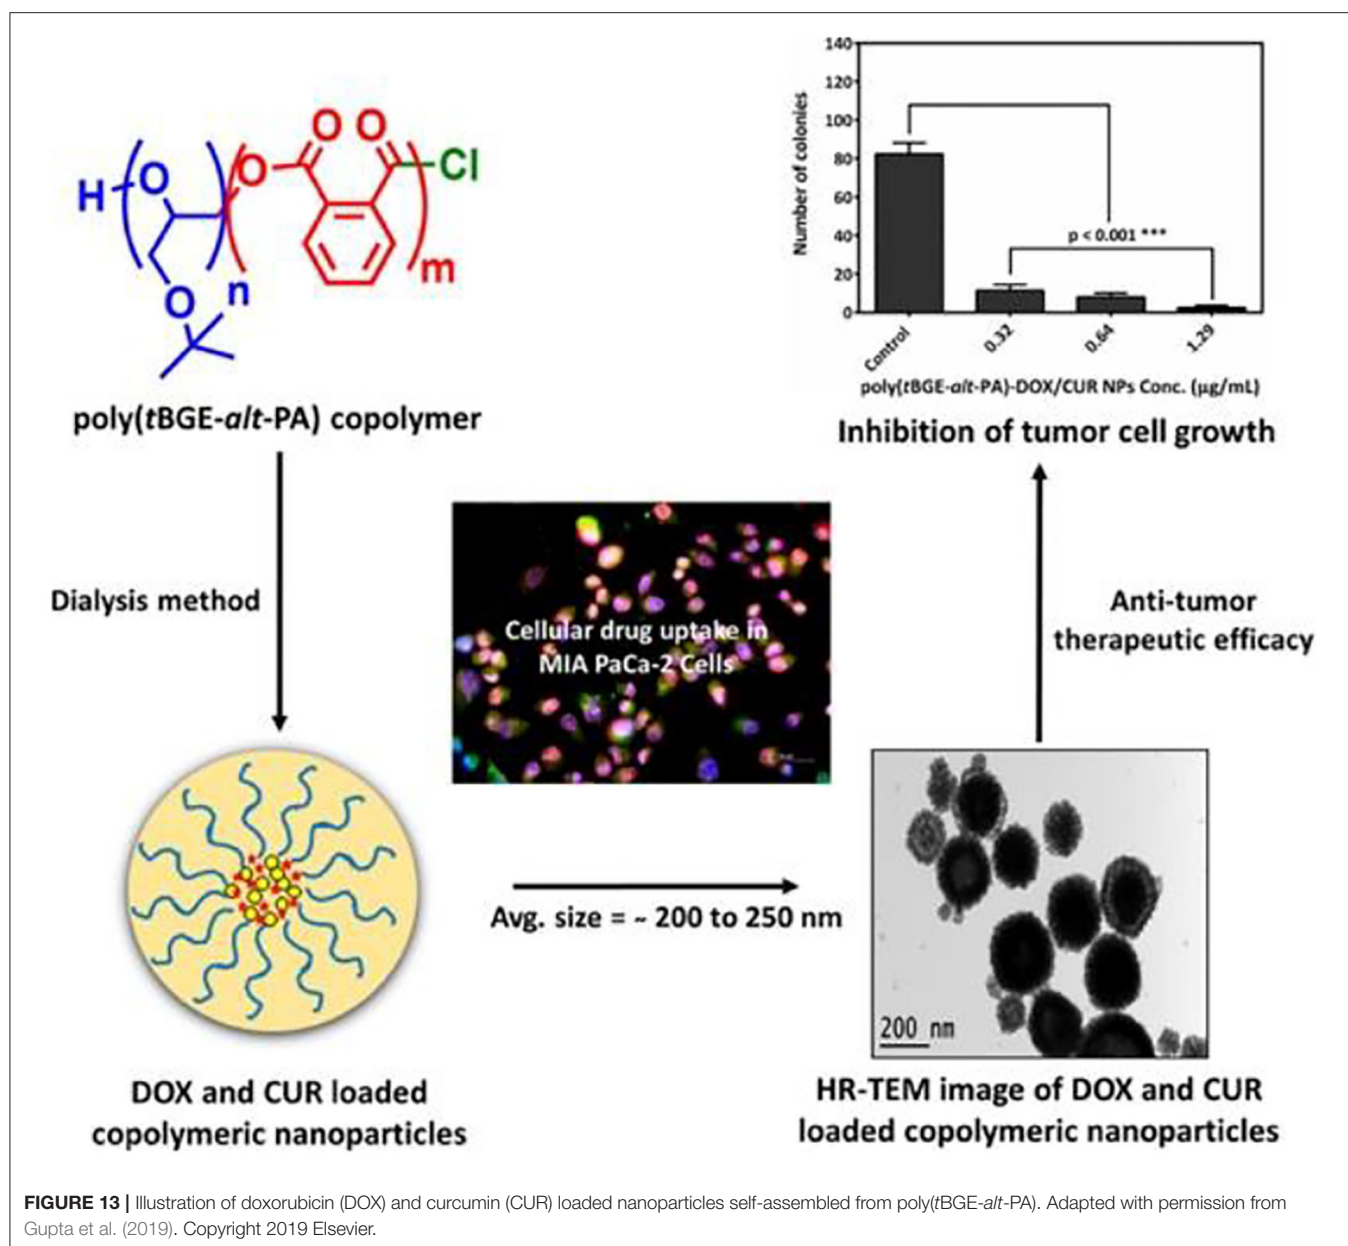 H
O
O
n
O
O
O
Cl
m
poly(tBGE-alt-PA) copolymer
Dialysis method
DOX and CUR loaded
copolymeric nanoparticles
Cellular drug uptake in
MIA PaCa-2 Cells
Avg. size = ~ 200 to 250 nm
Number of colonies
140
120
100
80
60
40
20
0
p < 0.001 ***
Control
0.32
0.64
1.29
poly(tBGE-alt-PA)-DOX/CUR NPs Conc. (µg/mL)
Inhibition of tumor cell growth
Anti-tumor
therapeutic efficacy
200 nm
HR-TEM image of DOX and CUR
loaded copolymeric nanoparticles
FIGURE 13 | Illustration of doxorubicin (DOX) and curcumin (CUR) loaded nanoparticles self-assembled from poly(tBGE-alt-PA). Adapted with permission from
Gupta et al. (2019). Copyright 2019 Elsevier.